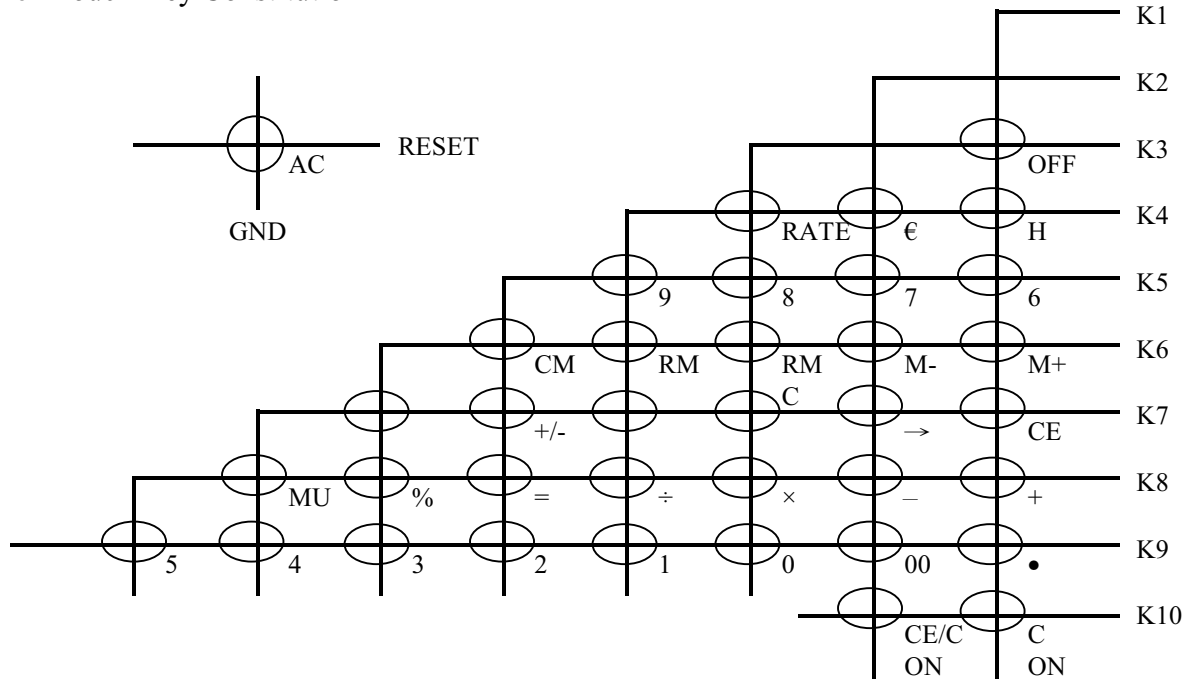 K1
K2
RESET
K3
AC
OFF
GND
RATE € H
K4
9 8 7 6
K5
CM RM RM M- M+
K6
C
+/- → CE
K7
MU % = ÷ × – +
K8
5 4 3 2 1 0 00 •
K9
K10
CE/C C
ON ON